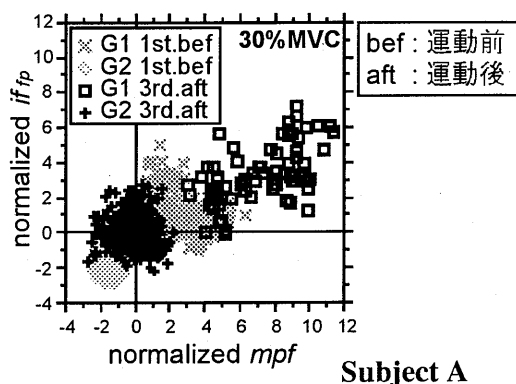 12
10
8
6
4
2
0
-2
-4
normalized if fp
× G1 1st.bef
G2 1st.bef
G1 3rd.aft
+ G2 3rd.aft
30%MVC
bef : 運動前
aft : 運動後
-4 -2 0 2 4 6 8 10 12
normalized mpf
Subject A